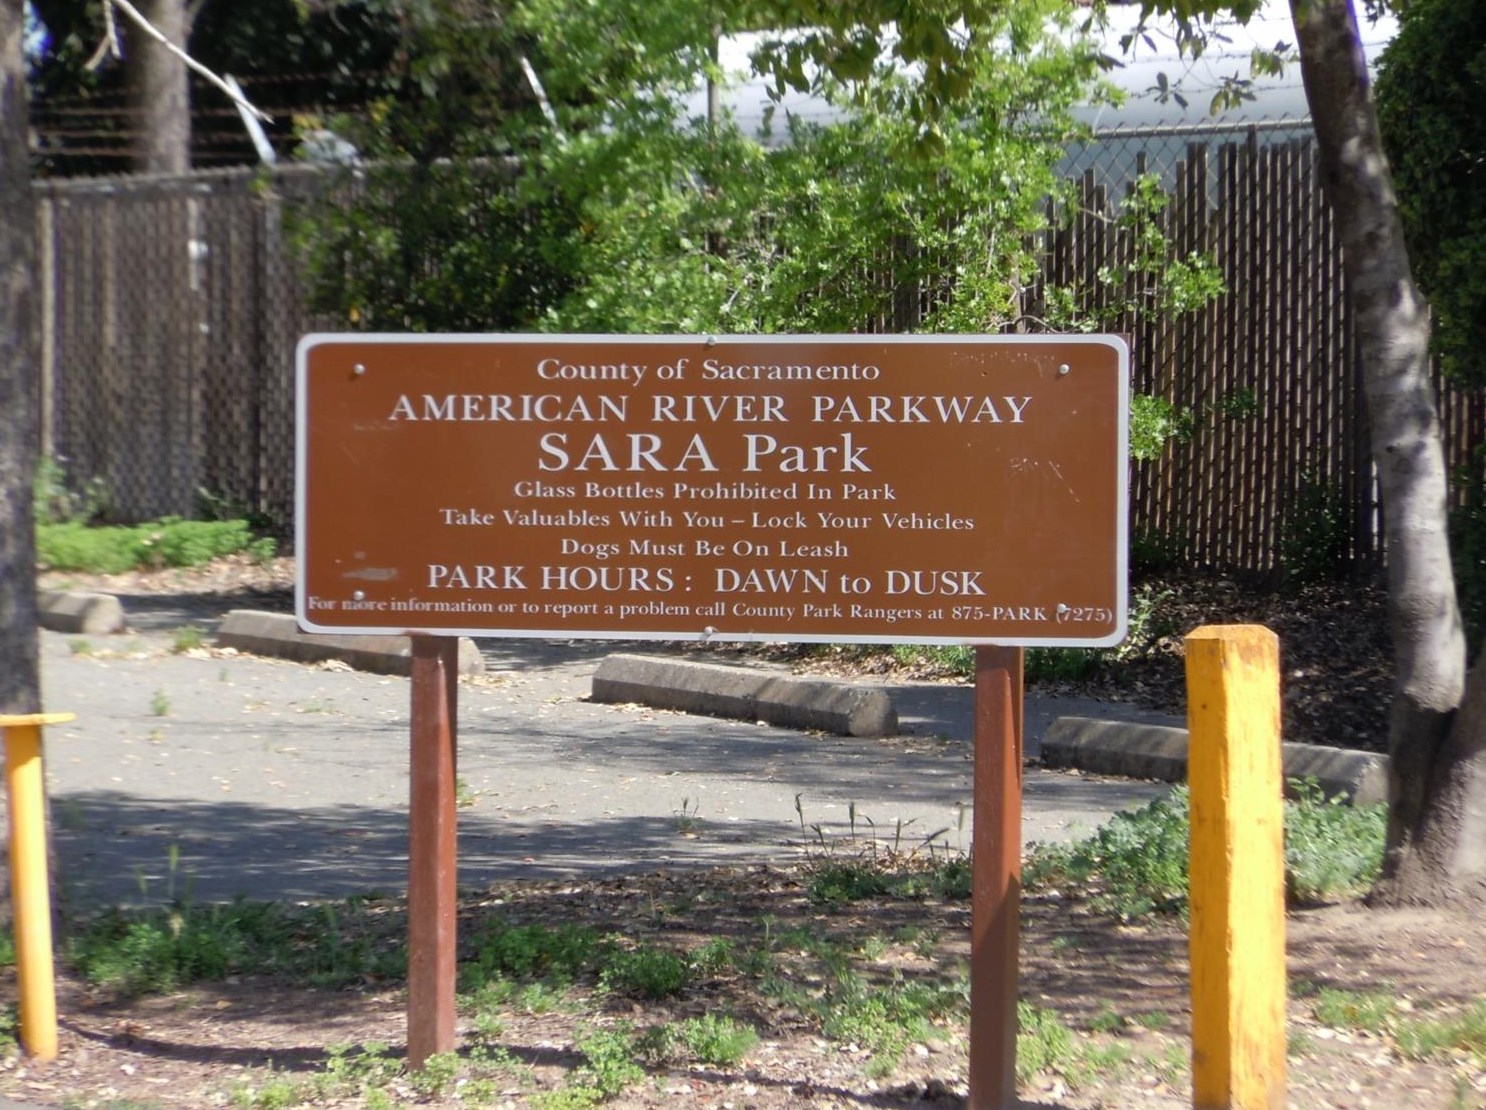 County of Sacramento
AMERICAN RIVER PARKWAY
SARA Park
Glass Bottles Prohibited In Park
Take Valuables With You – Lock Your Vehicles
Dogs Must Be On Leash
PARK HOURS : DAWN to DUSK
For more information or to report a problem call County Park Rangers at 875-PARK (7275)